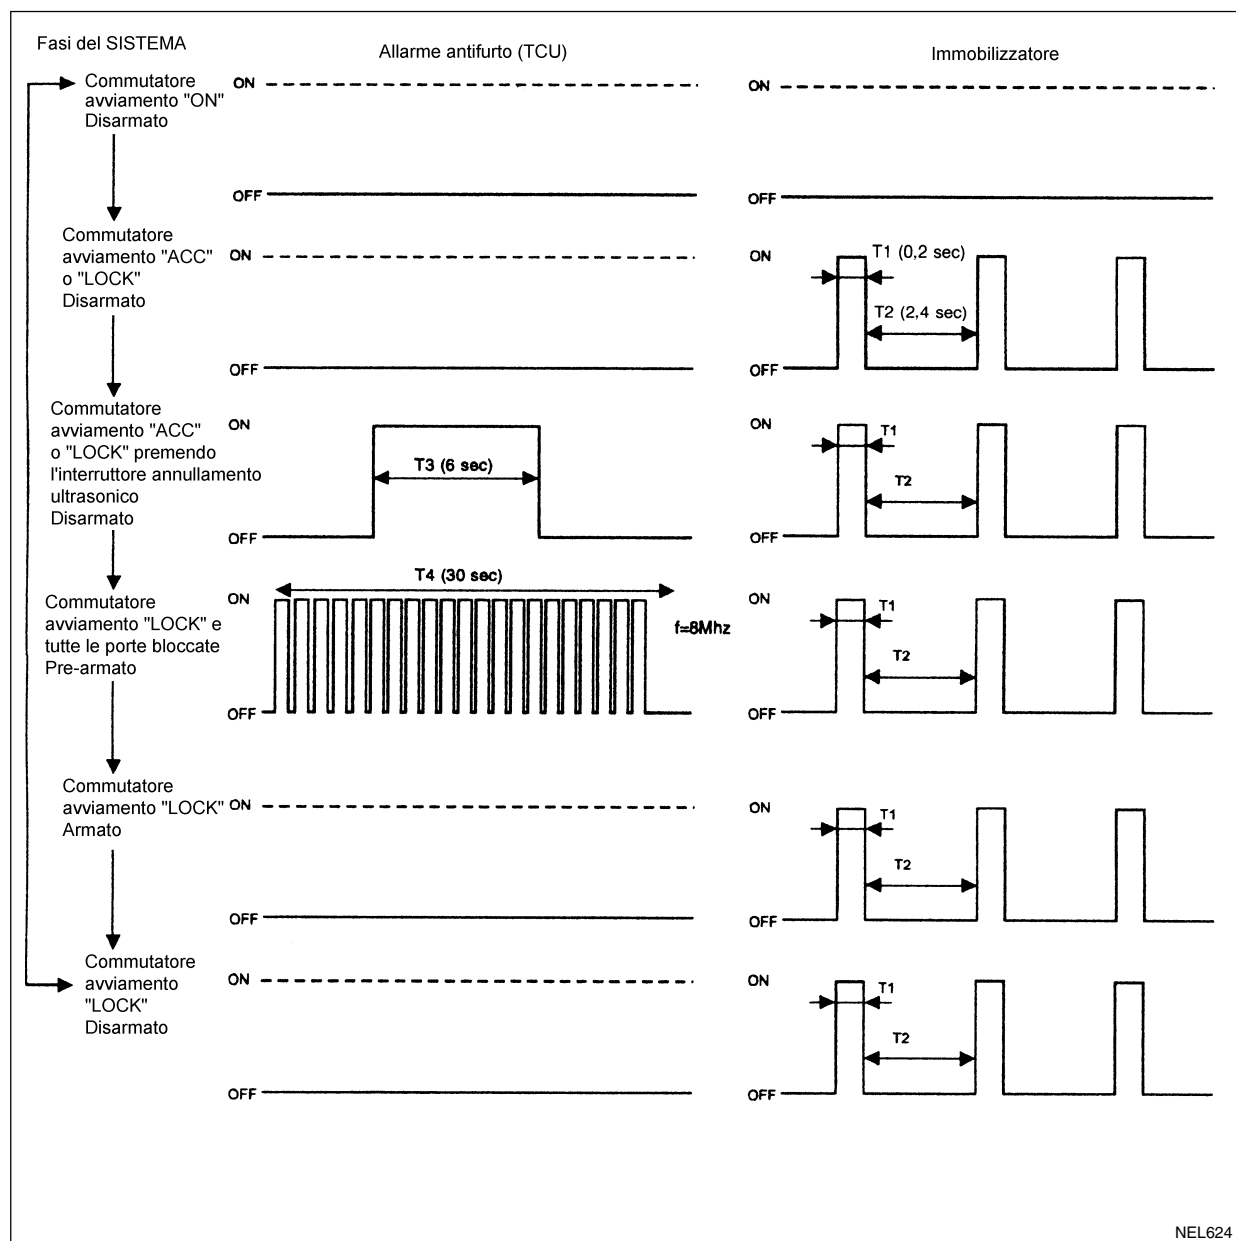 Fasi del SISTEMA
Allarme antifurto (TCU)
Immobilizzatore
Commutatore
avviamento "ON"
Disarmato
ON
OFF
ON
OFF
Commutatore
avviamento "ACC"
o "LOCK"
Disarmato
ON
OFF
ON
T1 (0,2 sec)
T2 (2,4 sec)
OFF
Commutatore
avviamento "ACC"
o "LOCK" premendo
l'interruttore annullamento
ultrasonico
Disarmato
ON
T3 (6 sec)
OFF
ON
T1
T2
OFF
Commutatore
avviamento "LOCK" e
tutte le porte bloccate
Pre-armato
ON
T4 (30 sec)
f=8Mhz
OFF
ON
T1
T2
OFF
Commutatore
avviamento "LOCK"
Armato
ON
OFF
ON
T1
T2
OFF
Commutatore
avviamento
"LOCK"
Disarmato
ON
OFF
ON
T1
T2
OFF
NEL624